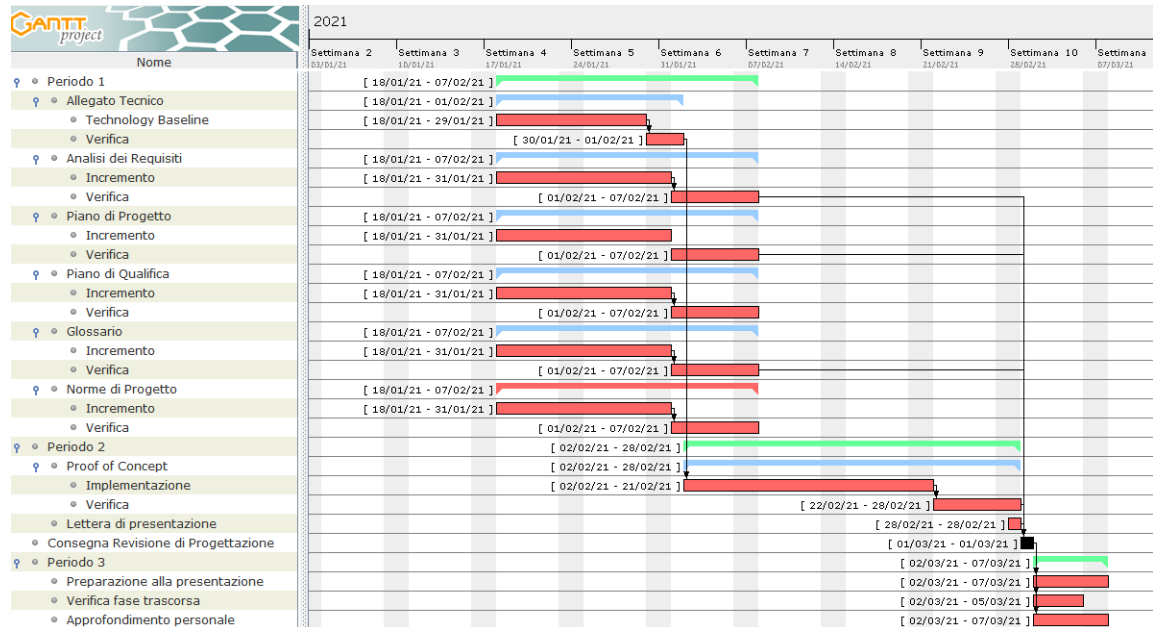 GANTT
project
2021
Nome
Settimana 2 Settimana 3 Settimana 4 Settimana 5 Settimana 6 Settimana 7 Settimana 8 Settimana 9 Settimana 10 Settimana
03/01/21 10/01/21 17/01/21 24/01/21 31/01/21 07/02/21 14/02/21 21/02/21 28/02/21 07/03/21
Periodo 1 [ 18/01/21 - 07/02/21 ]
Allegato Tecnico [ 18/01/21 - 01/02/21 ]
Technology Baseline [ 18/01/21 - 29/01/21 ]
Verifica [ 30/01/21 - 01/02/21 ]
Analisi dei Requisiti [ 18/01/21 - 07/02/21 ]
Incremento [ 18/01/21 - 31/01/21 ]
Verifica [ 01/02/21 - 07/02/21 ]
Piano di Progetto [ 18/01/21 - 07/02/21 ]
Incremento [ 18/01/21 - 31/01/21 ]
Verifica [ 01/02/21 - 07/02/21 ]
Piano di Qualifica [ 18/01/21 - 07/02/21 ]
Incremento [ 18/01/21 - 31/01/21 ]
Verifica [ 01/02/21 - 07/02/21 ]
Glossario [ 18/01/21 - 07/02/21 ]
Incremento [ 18/01/21 - 31/01/21 ]
Verifica [ 01/02/21 - 07/02/21 ]
Norme di Progetto [ 18/01/21 - 07/02/21 ]
Incremento [ 18/01/21 - 31/01/21 ]
Verifica [ 01/02/21 - 07/02/21 ]
Periodo 2 [ 02/02/21 - 28/02/21 ]
Proof of Concept [ 02/02/21 - 28/02/21 ]
Implementazione [ 02/02/21 - 21/02/21 ]
Verifica [ 22/02/21 - 28/02/21 ]
Lettera di presentazione [ 28/02/21 - 28/02/21 ]
Consegna Revisione di Progettazione [ 01/03/21 - 01/03/21 ]
Periodo 3 [ 02/03/21 - 07/03/21 ]
Preparazione alla presentazione [ 02/03/21 - 07/03/21 ]
Verifica fase trascorsa [ 02/03/21 - 05/03/21 ]
Approfondimento personale [ 02/03/21 - 07/03/21 ]